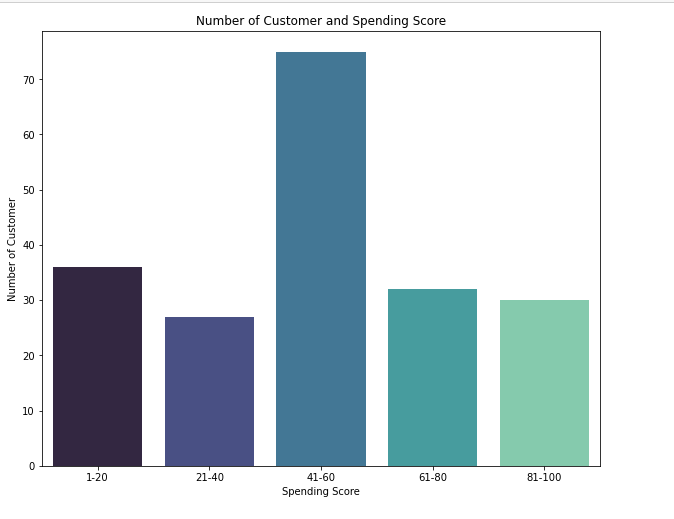 Number of Customer and Spending Score
Number of Customer
70
60
50
40
30
20
10
0
1-20 21-40 41-60 61-80 81-100
Spending Score